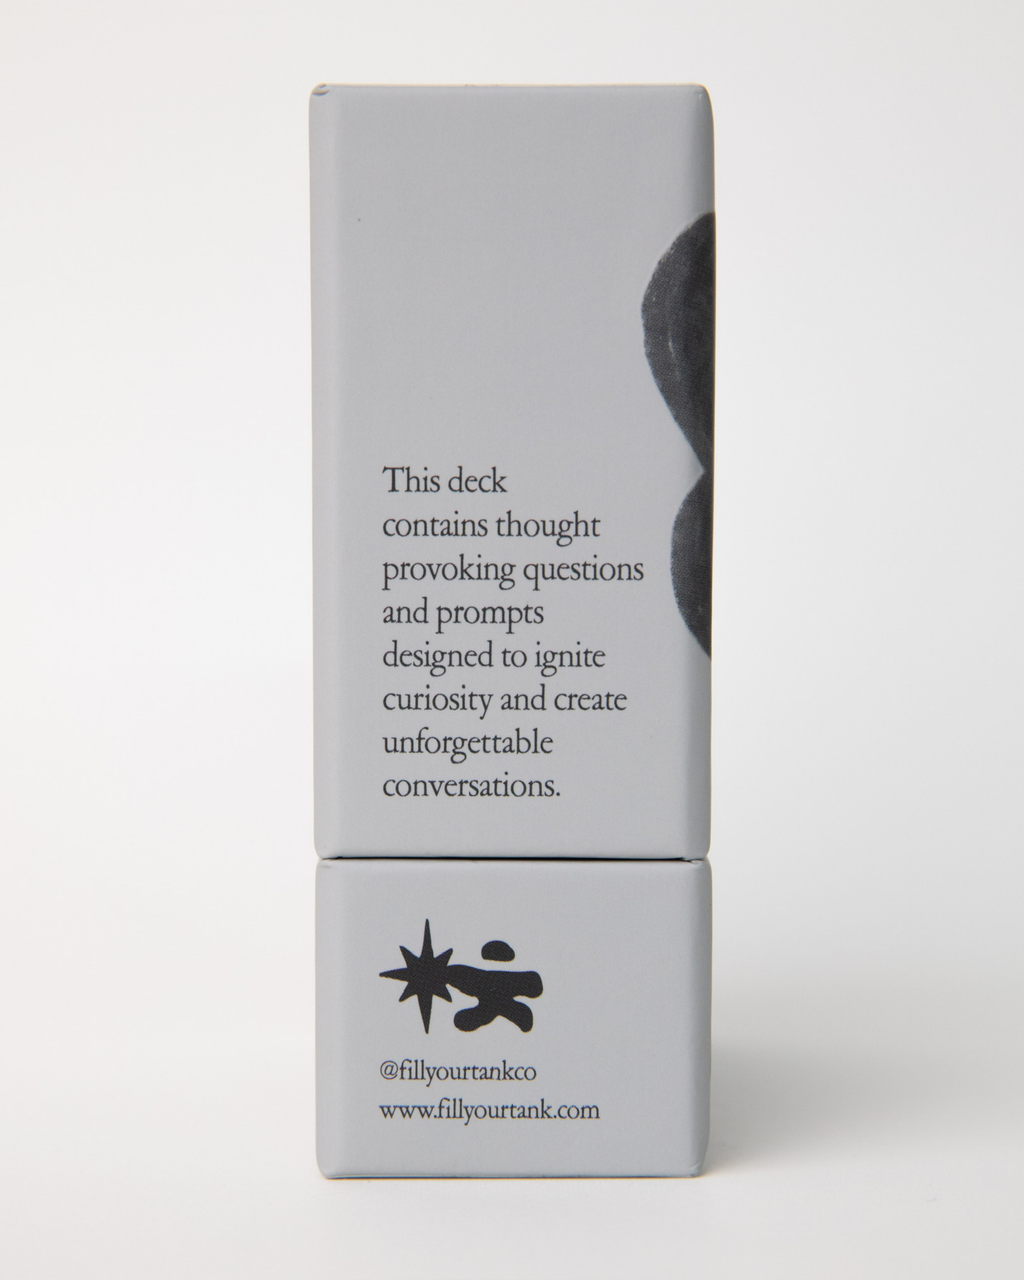 This deck
contains thought
provoking questions
and prompts
designed to ignite
curiosity and create
unforgettable
conversations.
@fillyourtankco
www.fillyourtank.com